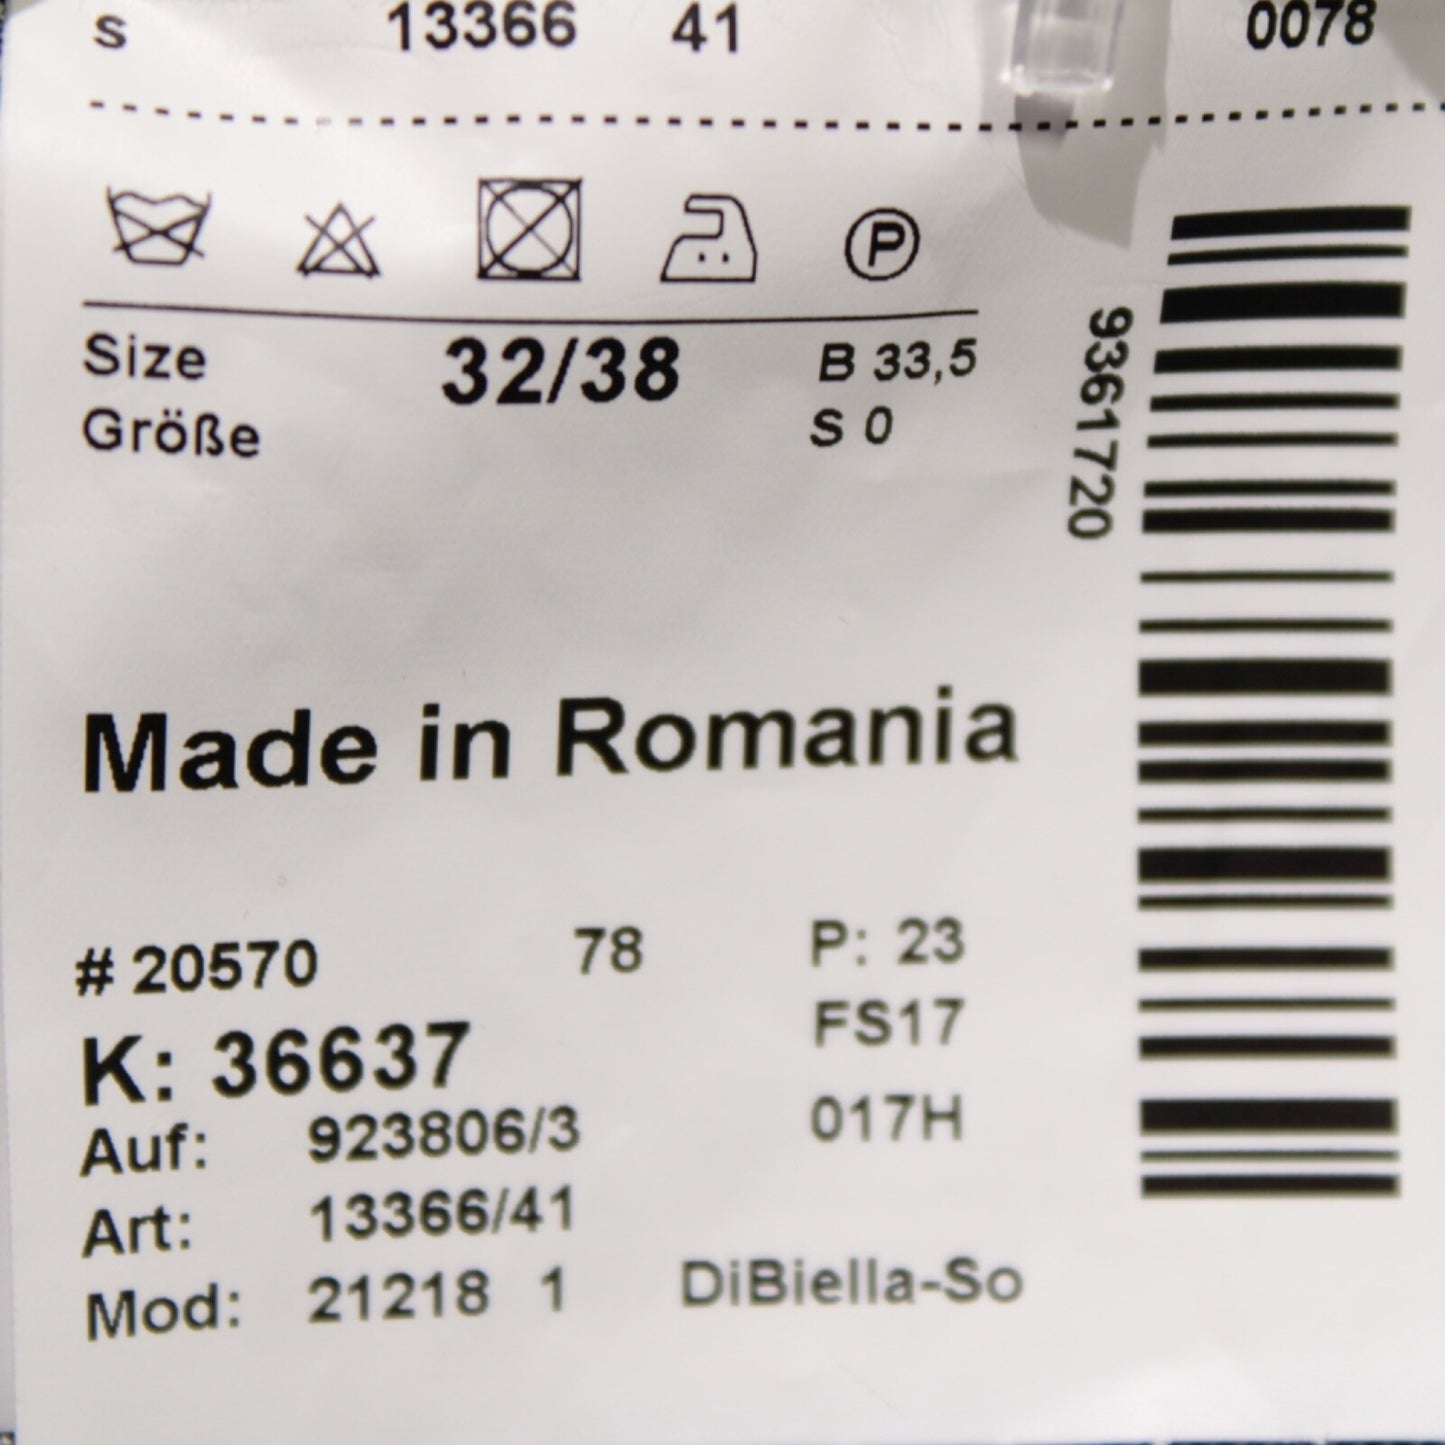 s 13366 41 0078
P
Size 32/38 B 33,5
Größe S 0
9361720
Made in Romania
# 20570 78 P: 23
K: 36637 FS17
Auf: 923806/3 017H
Art: 13366/41
Mod: 21218 1 DiBiella-So